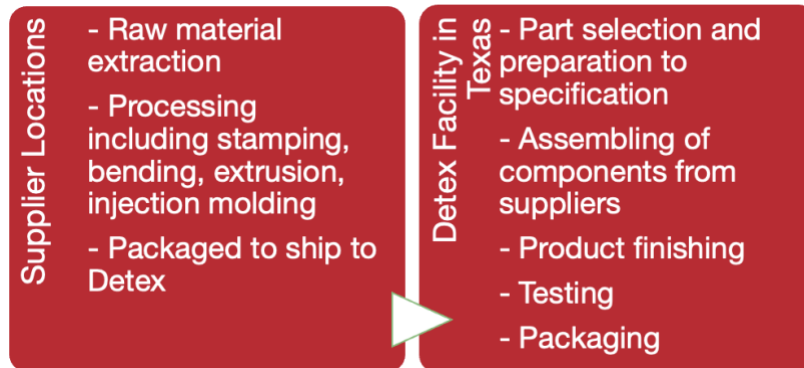 Supplier Locations
- Raw material
extraction
- Processing
including stamping,
bending, extrusion,
injection molding
- Packaged to ship to
Detex
Detex Facility in
Texas
- Part selection and
preparation to
specification
- Assembling of
components from
suppliers
- Product finishing
- Testing
- Packaging